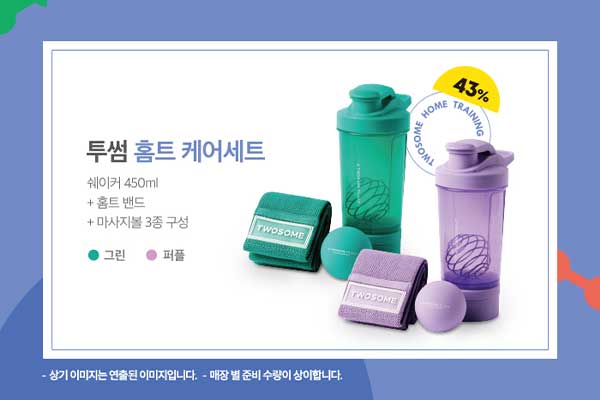 43%
TWOSOME HOME TRAINING
투썸 홈트 케어세트
쉐이커 450ml
+ 홈트 밴드
+ 마사지볼 3종 구성
그린 퍼플
TWOSOME
TWOSOME
- 상기 이미지는 연출된 이미지입니다. - 매장 별 준비 수량이 상이합니다.